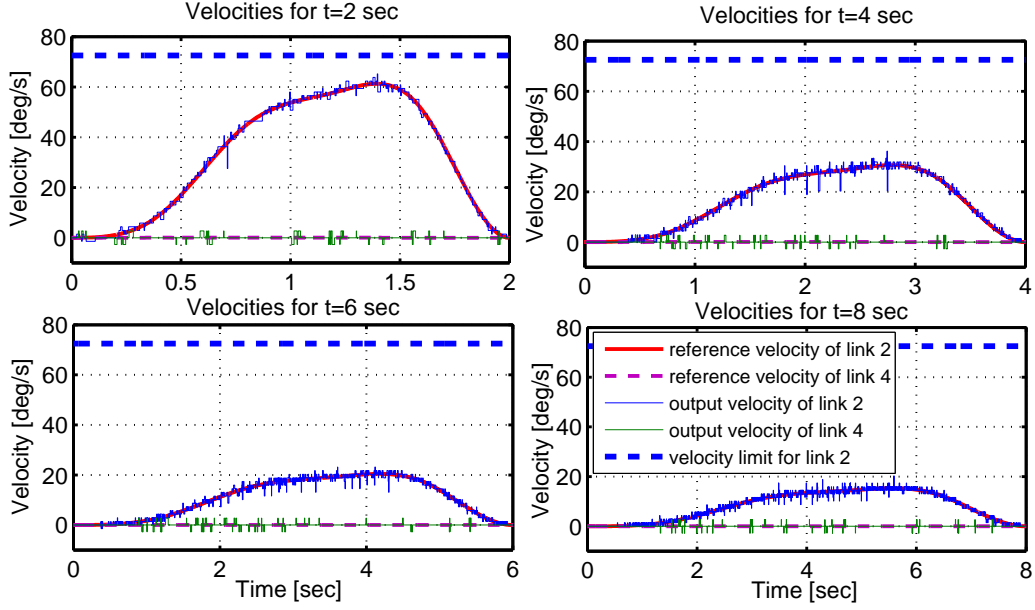 Velocities for t=2 sec
Velocity [deg/s]
80
60
40
20
0
0
0.5
1
1.5
2
Velocities for t=4 sec
Velocity [deg/s]
80
60
40
20
0
0
1
2
3
4
Velocities for t=6 sec
Velocity [deg/s]
80
60
40
20
0
0
2
4
6
Time [sec]
Velocities for t=8 sec
Velocity [deg/s]
80
60
40
20
0
0
2
4
6
8
Time [sec]
reference velocity of link 2
reference velocity of link 4
output velocity of link 2
output velocity of link 4
velocity limit for link 2